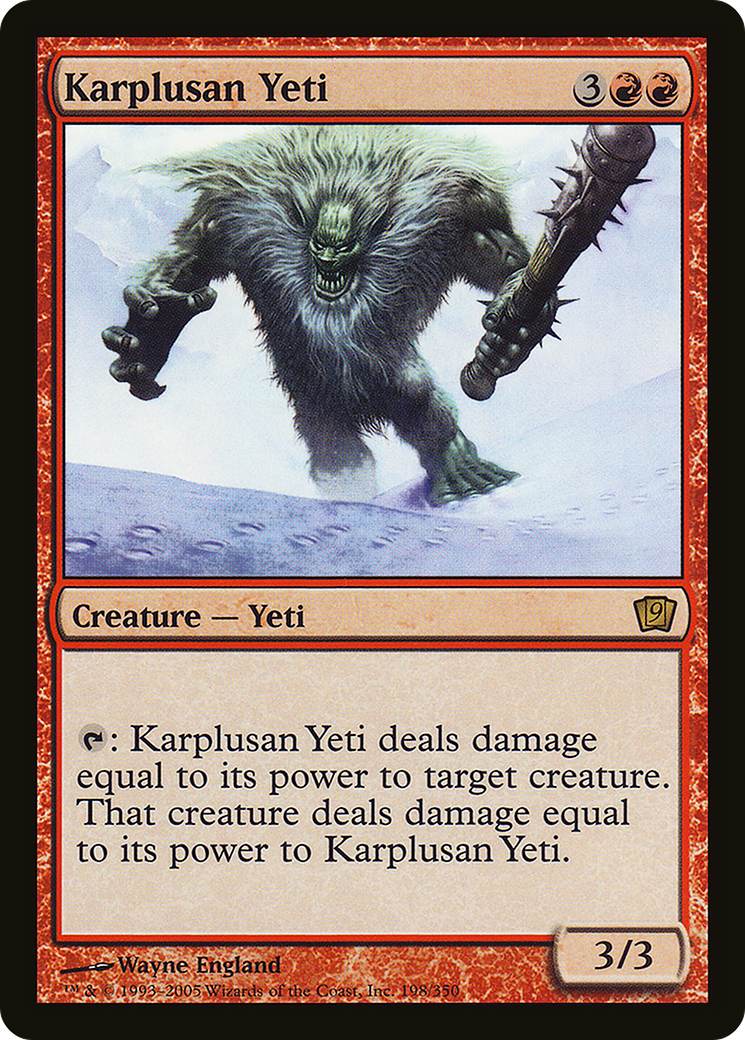 Karplusan Yeti 3
Creature — Yeti 9
: Karplusan Yeti deals damage
equal to its power to target creature.
That creature deals damage equal
to its power to Karplusan Yeti.
3/3
Wayne England
™ & © 1993–2005 Wizards of the Coast, Inc. 198/350